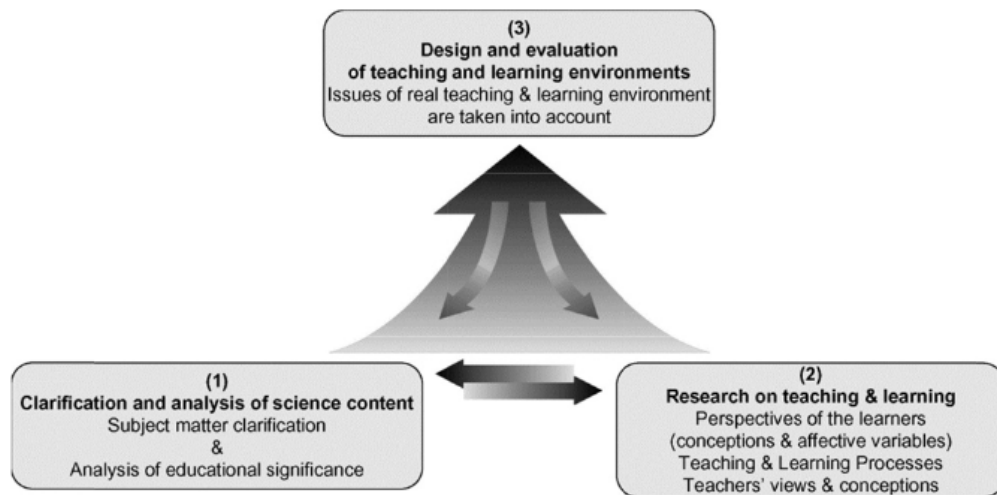 (3)
Design and evaluation
of teaching and learning environments
Issues of real teaching & learning environment
are taken into account
(1)
Clarification and analysis of science content
Subject matter clarification
&
Analysis of educational significance
(2)
Research on teaching & learning
Perspectives of the learners
(conceptions & affective variables)
Teaching & Learning Processes
Teachers' views & conceptions